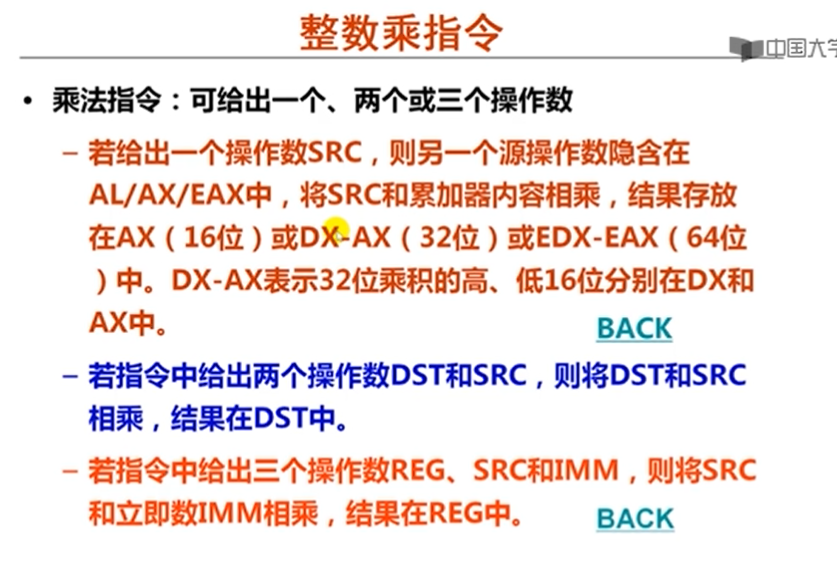 整数乘指令
中国大学
• 乘法指令：可给出一个、两个或三个操作数
– 若给出一个操作数SRC，则另一个源操作数隐含在
AL/AX/EAX中，将SRC和累加器内容相乘，结果存放
在AX（16位）或DX-AX（32位）或EDX-EAX（64位
）中。DX-AX表示32位乘积的高、低16位分别在DX和
AX中。
BACK
– 若指令中给出两个操作数DST和SRC，则将DST和SRC
相乘，结果在DST中。
– 若指令中给出三个操作数REG、SRC和IMM，则将SRC
和立即数IMM相乘，结果在REG中。
BACK